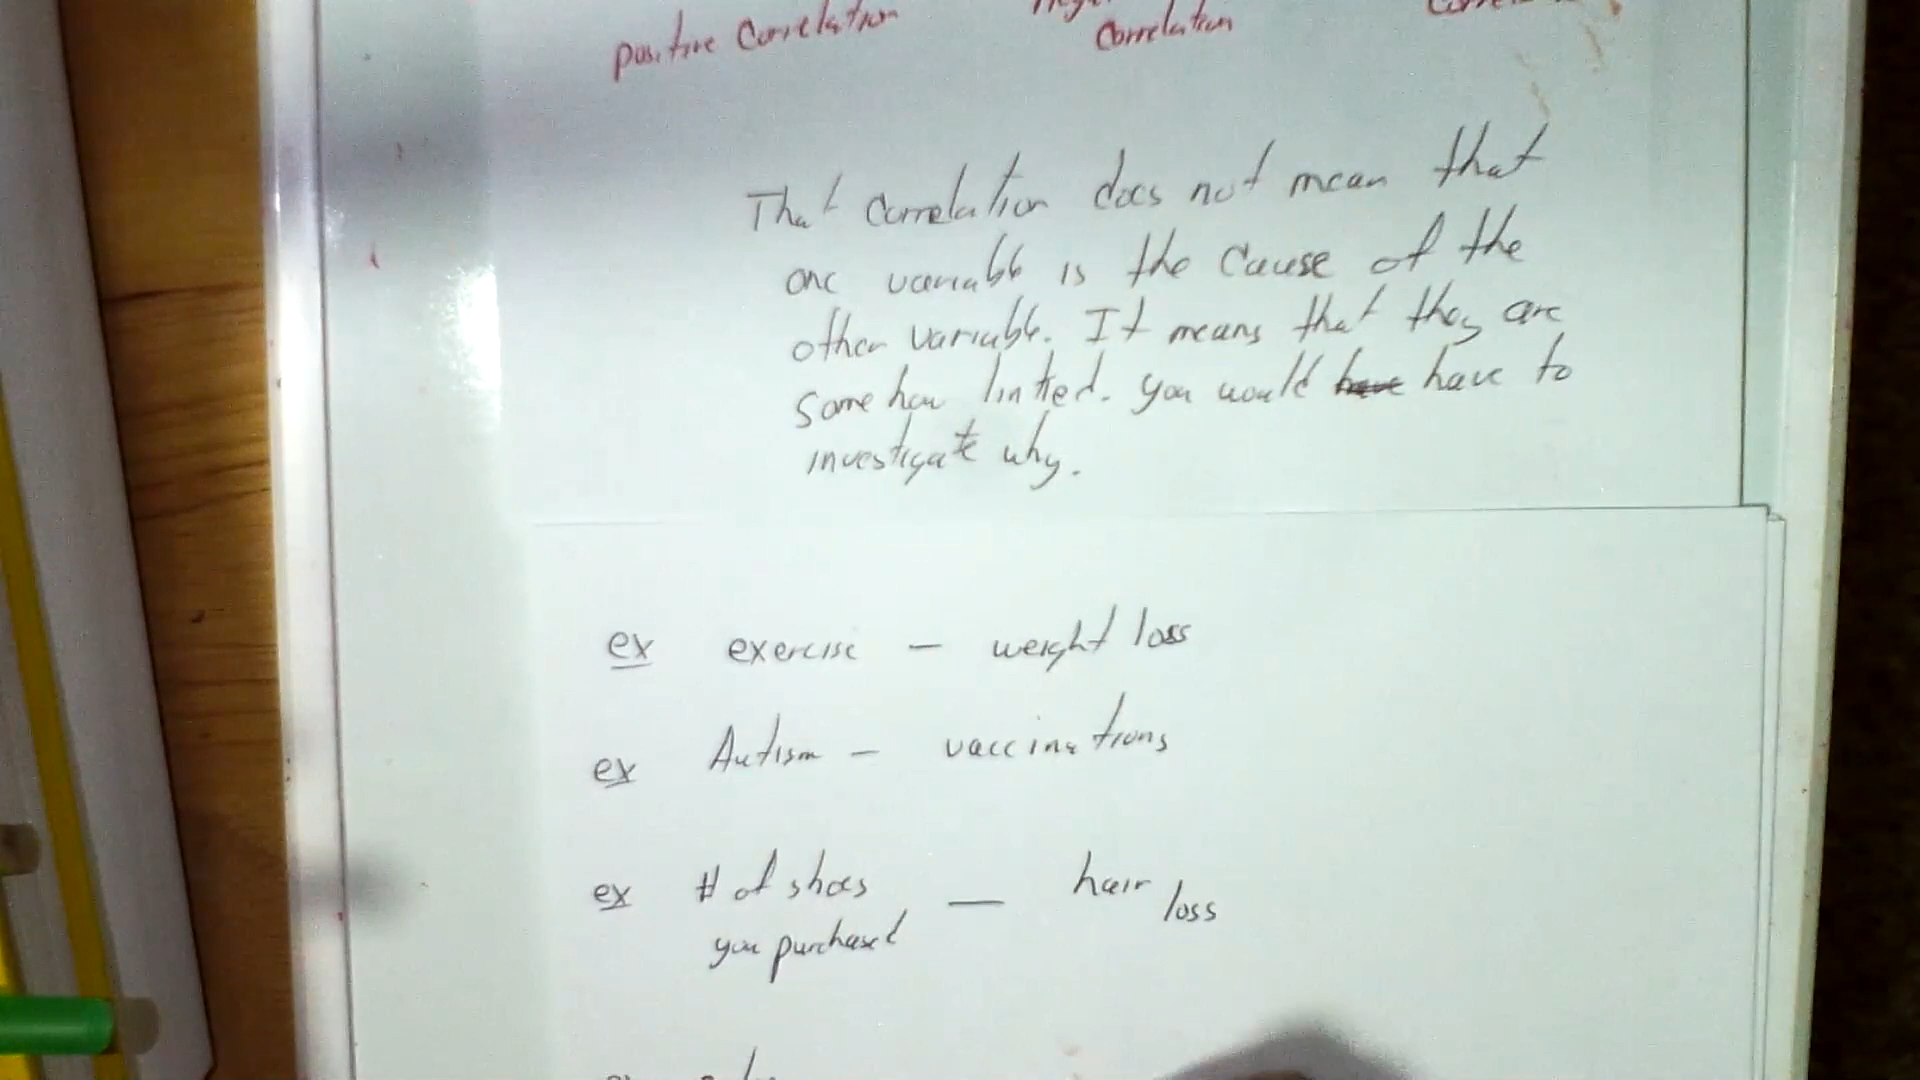 positive Correlation
Correlation
That Correlation does not mean that
one variable is the cause of the
other variable. It means that they are
somehow linked. you would have have to
investigate why.
ex exercise — weight loss
ex Autism — vaccinations
ex # of shoes — hair loss
you purchased